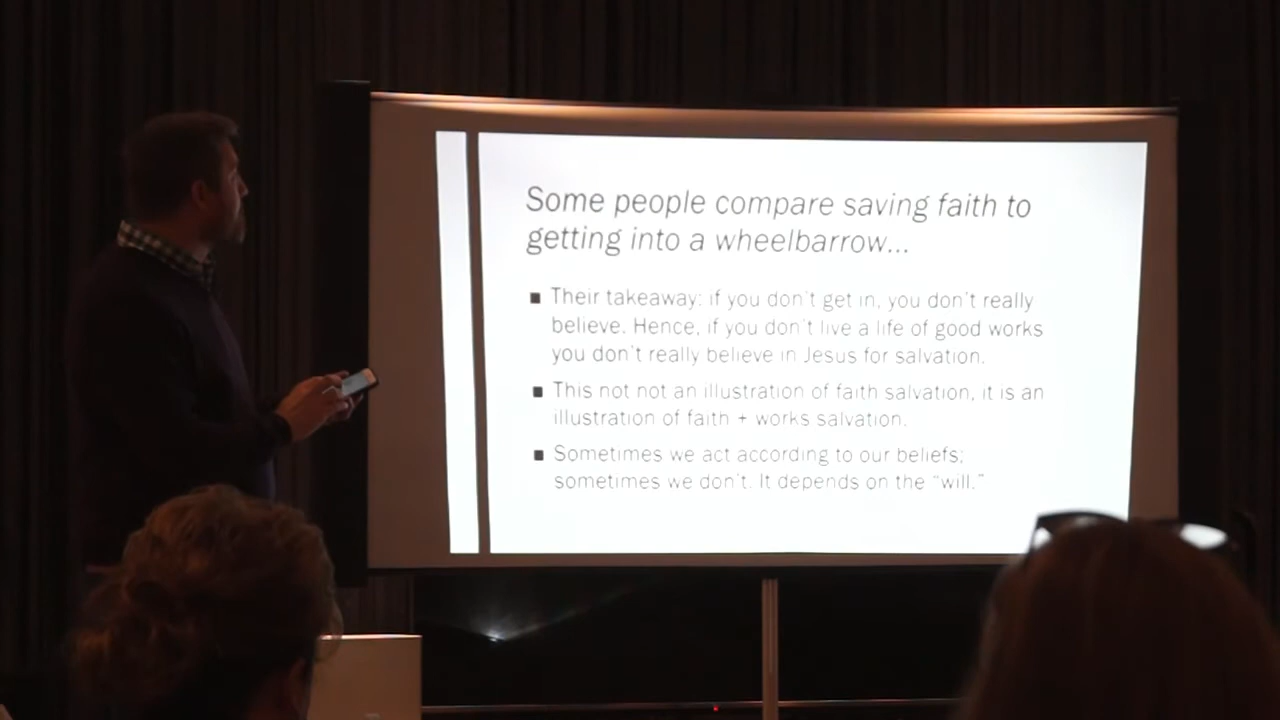 Some people compare saving faith to
getting into a wheelbarrow...
■ Their takeaway: if you don't get in, you don't really
believe. Hence, if you don't live a life of good works
you don't really believe in Jesus for salvation.
■ This not not an illustration of faith salvation, it is an
illustration of faith + works salvation.
■ Sometimes we act according to our beliefs;
sometimes we don't. It depends on the “will.”